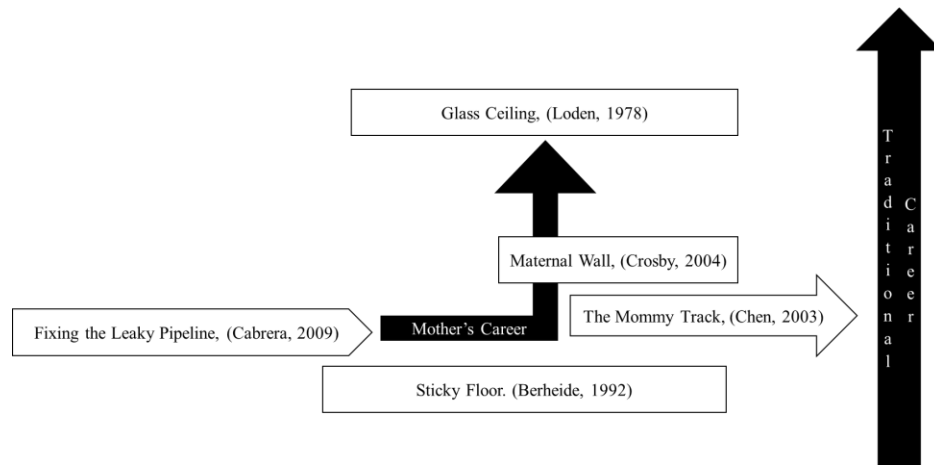 Glass Ceiling, (Loden, 1978)
Maternal Wall, (Crosby, 2004)
The Mommy Track, (Chen, 2003)
Fixing the Leaky Pipeline, (Cabrera, 2009)
Mother's Career
Sticky Floor. (Berheide, 1992)
Traditional
Career